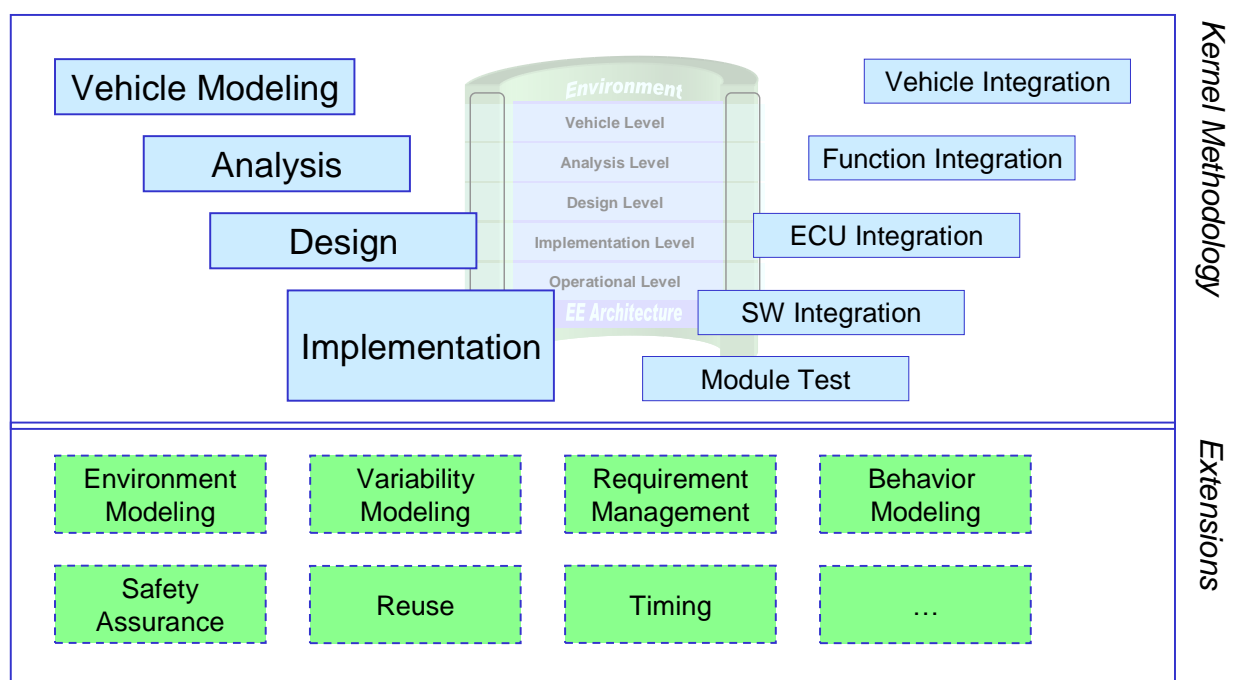 Kernel Methodology
Vehicle Modeling
Analysis
Design
Implementation
Environment
Vehicle Level
Analysis Level
Design Level
Implementation Level
Operational Level
EE Architecture
Vehicle Integration
Function Integration
ECU Integration
SW Integration
Module Test
Extensions
Environment
Modeling
Variability
Modeling
Requirement
Management
Behavior
Modeling
Safety
Assurance
Reuse
Timing
…